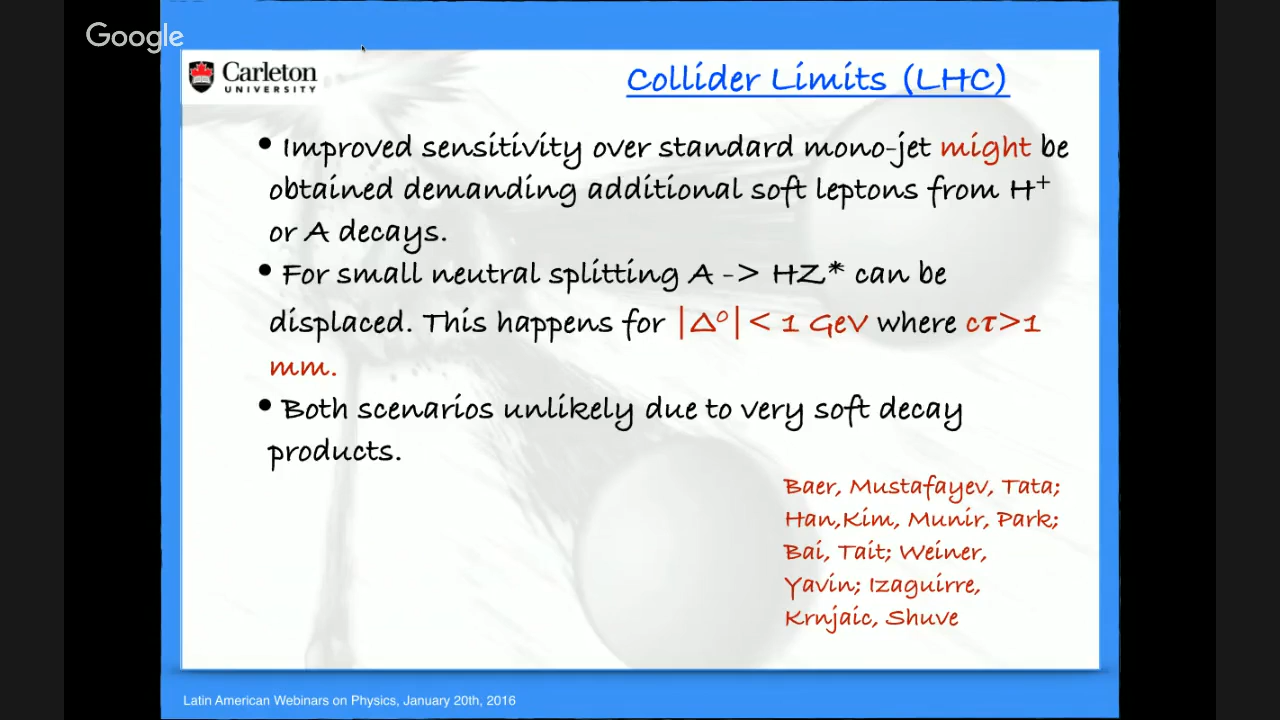 Google
Carleton
UNIVERSITY
Collider Limits (LHC)
• Improved sensitivity over standard mono-jet might be
obtained demanding additional soft leptons from H⁺
or A decays.
• For small neutral splitting A -> HZ* can be
displaced. This happens for |Δ⁰| < 1 GeV where cτ>1
mm.
• Both scenarios unlikely due to very soft decay
products.
Baer, Mustafayev, Tata;
Han,Kim, Munir, Park;
Bai, Tait; Weiner,
Yavin; Izaguirre,
Krnjaic, Shuve
Latin American Webinars on Physics, January 20th, 2016